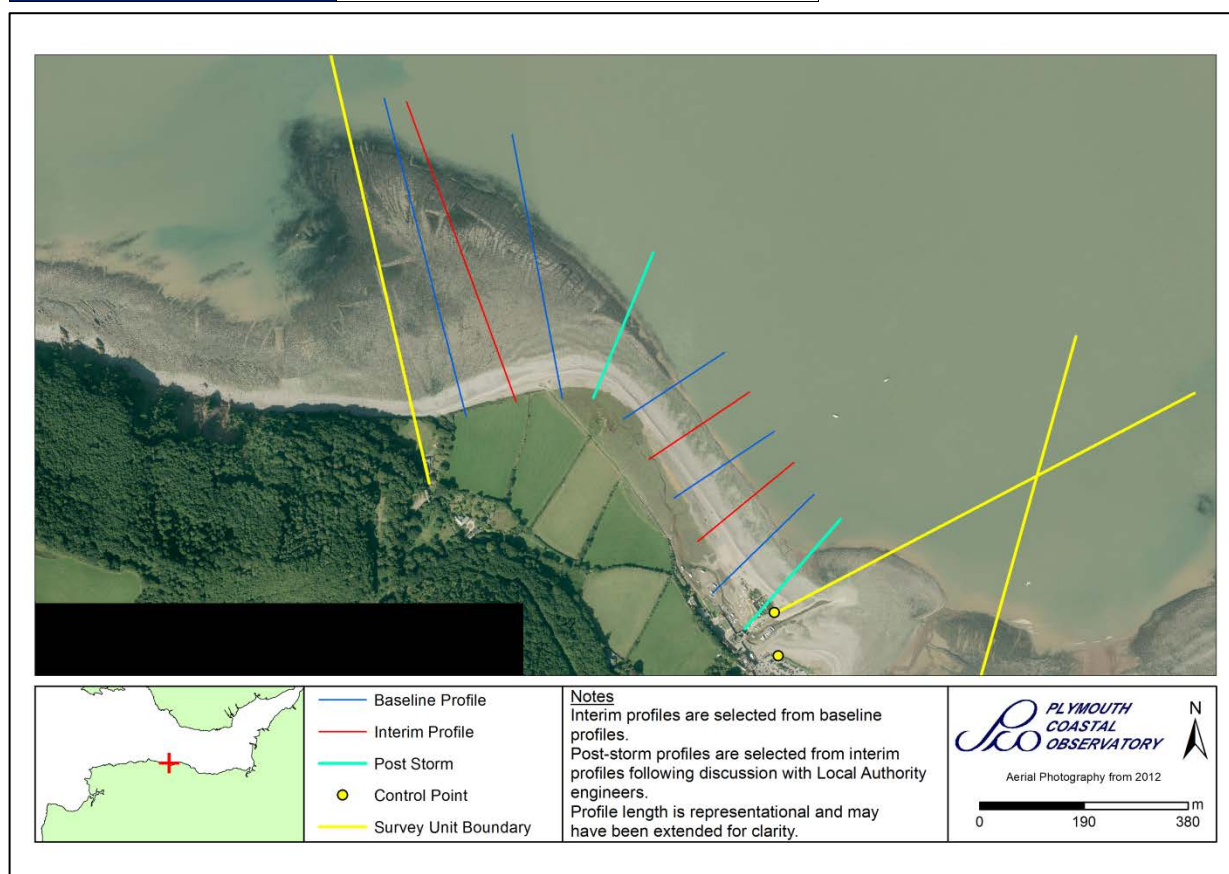 Baseline Profile
Interim Profile
Post Storm
Control Point
Survey Unit Boundary
Notes
Interim profiles are selected from baseline
profiles.
Post-storm profiles are selected from interim
profiles following discussion with Local Authority
engineers.
Profile length is representational and may
have been extended for clarity.
PCO
PLYMOUTH
COASTAL
OBSERVATORY
N
Aerial Photography from 2012
m
0 190 380